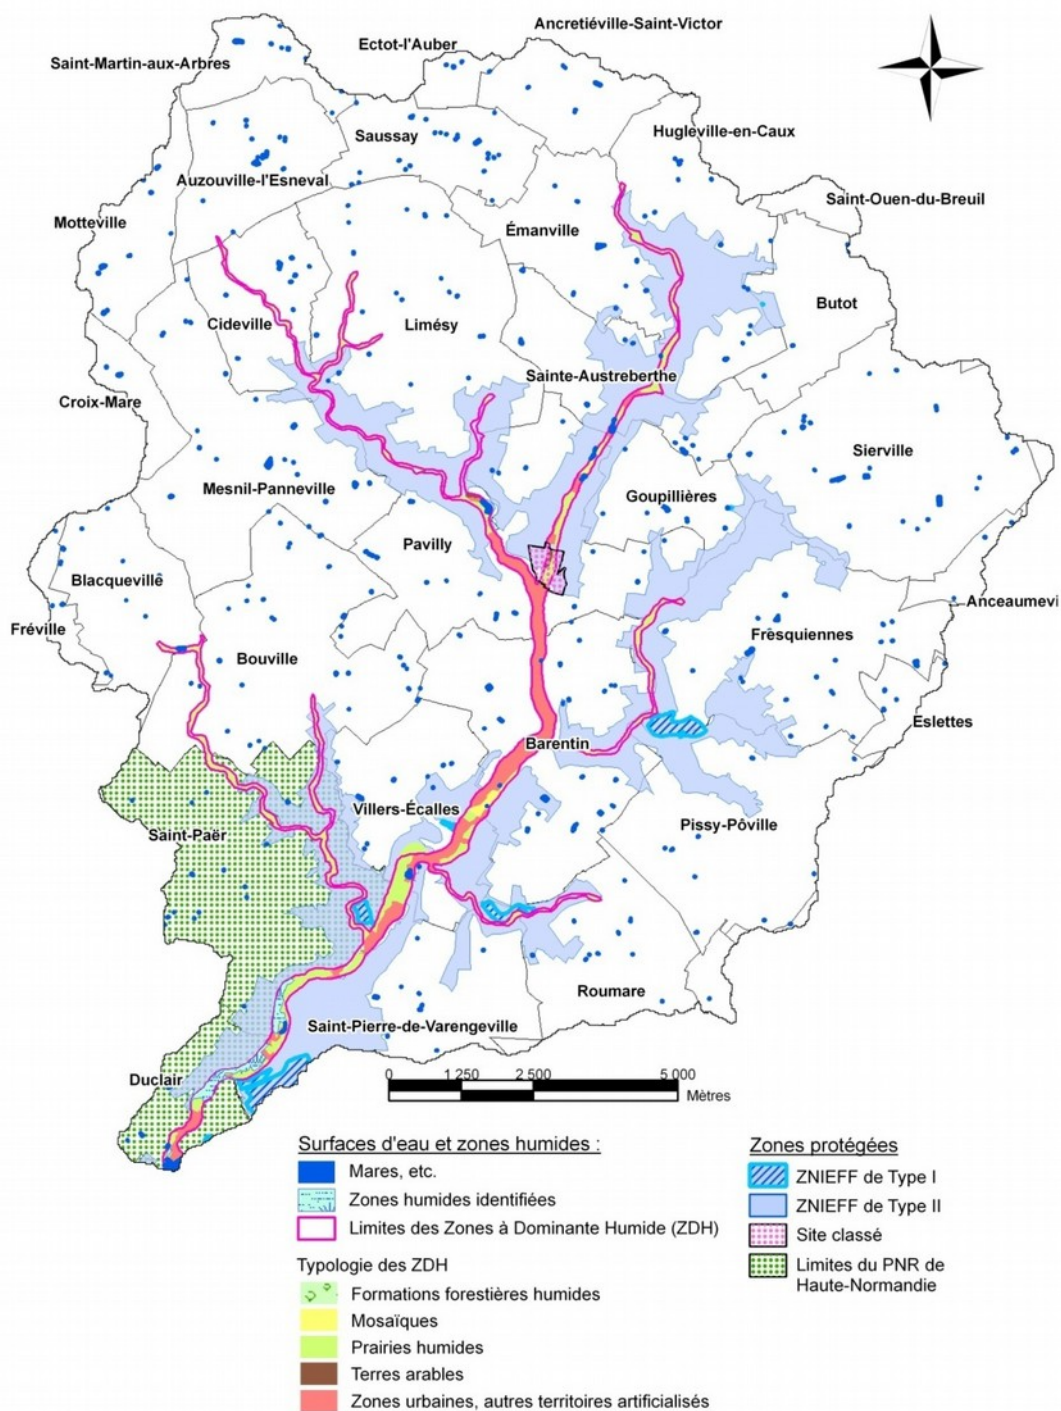 Ancretiéville-Saint-Victor
Ectot-l'Auber
Saint-Martin-aux-Arbres
Hugleville-en-Caux
Saussay
Auzouville-l'Esneval
Saint-Ouen-du-Breuil
Motteville
Émanville
Butot
Cideville
Limésy
Sainte-Austreberthe
Croix-Mare
Sierville
Mesnil-Panneville
Goupillières
Pavilly
Blacqueville
Anceaumevi
Fréville
Fresquiennes
Bouville
Eslettes
Barentin
Villers-Écalles
Pissy-Pôville
Saint-Paër
Roumare
Saint-Pierre-de-Varengeville
Duclair
0 1 250 2 500 5 000
Mètres
Surfaces d'eau et zones humides :
Mares, etc.
Zones humides identifiées
Limites des Zones à Dominante Humide (ZDH)
Typologie des ZDH
Formations forestières humides
Mosaïques
Prairies humides
Terres arables
Zones urbaines, autres territoires artificialisés
Zones protégées
ZNIEFF de Type I
ZNIEFF de Type II
Site classé
Limites du PNR de
Haute-Normandie